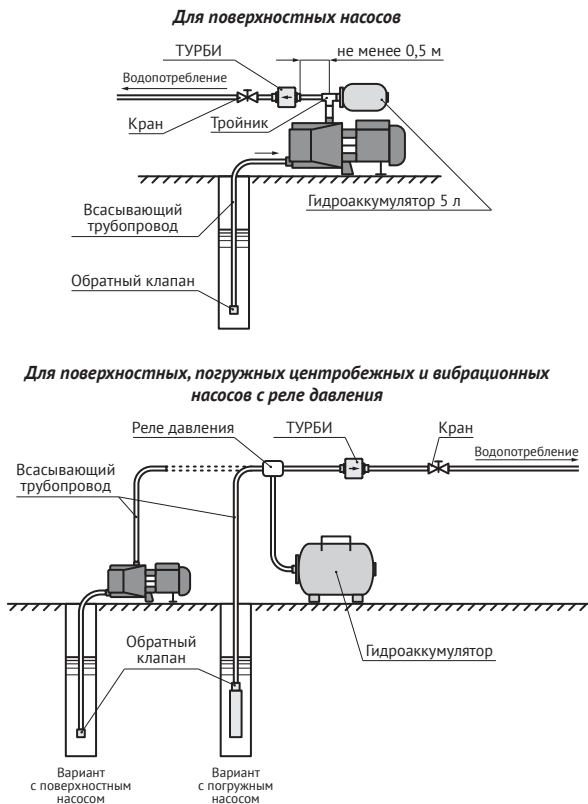 Для поверхностных насосов
ТУРБИ
не менее 0,5 м
Водопотребление
Кран
Тройник
Гидроаккумулятор 5 л
Всасывающий
трубопровод
Обратный клапан
Для поверхностных, погружных центробежных и вибрационных
насосов с реле давления
Реле давления
ТУРБИ
Кран
Водопотребление
Всасывающий
трубопровод
Обратный
клапан
Гидроаккумулятор
Вариант
с поверхностным
насосом
Вариант
с погружным
насосом